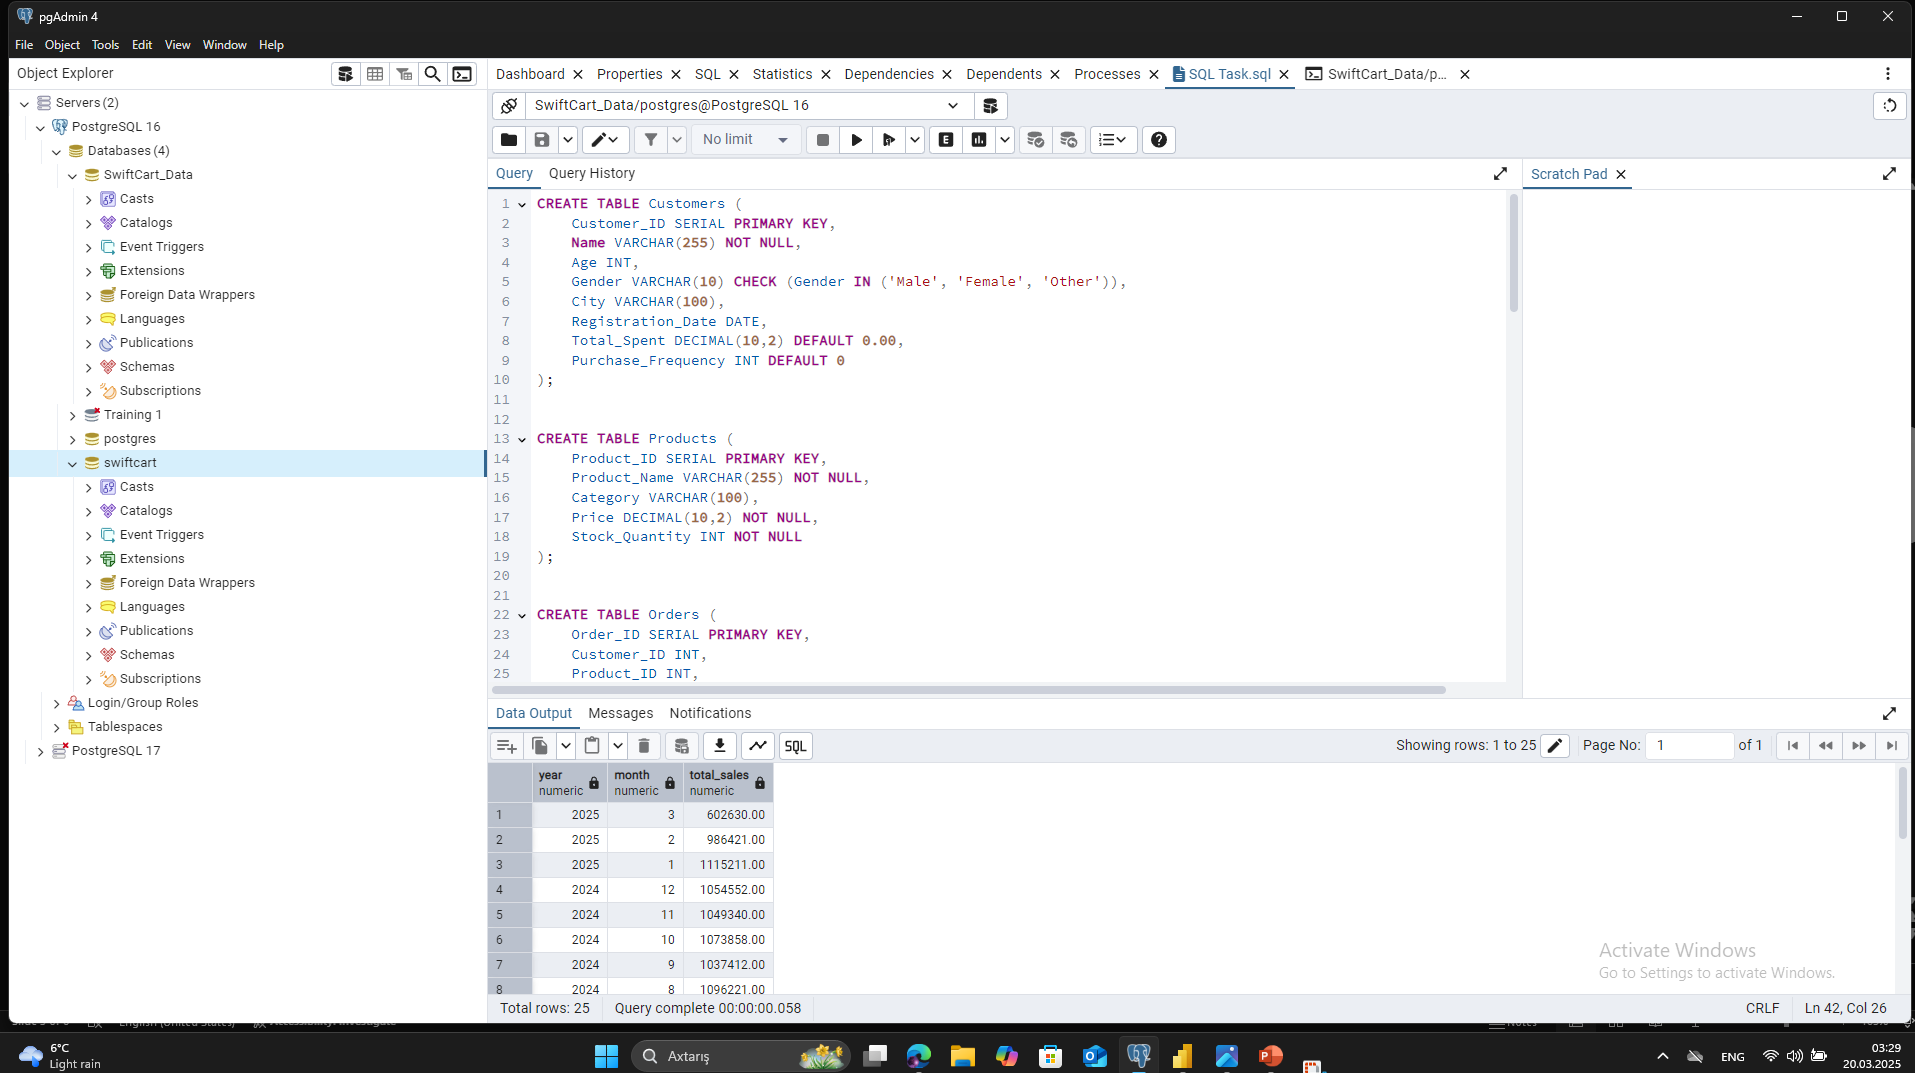 pgAdmin 4
File Object Tools Edit View Window Help
Object Explorer
Dashboard Properties SQL Statistics Dependencies Dependents Processes SQL Task.sql SwiftCart_Data/p...
Servers (2)
PostgreSQL 16
Databases (4)
SwiftCart_Data
Casts
Catalogs
Event Triggers
Extensions
Foreign Data Wrappers
Languages
Publications
Schemas
Subscriptions
Training 1
postgres
swiftcart
Casts
Catalogs
Event Triggers
Extensions
Foreign Data Wrappers
Languages
Publications
Schemas
Subscriptions
Login/Group Roles
Tablespaces
PostgreSQL 17
SwiftCart_Data/postgres@PostgreSQL 16
No limit
E
Query Query History
Scratch Pad
1 CREATE TABLE Customers (
2 Customer_ID SERIAL PRIMARY KEY,
3 Name VARCHAR(255) NOT NULL,
4 Age INT,
5 Gender VARCHAR(10) CHECK (Gender IN ('Male', 'Female', 'Other')),
6 City VARCHAR(100),
7 Registration_Date DATE,
8 Total_Spent DECIMAL(10,2) DEFAULT 0.00,
9 Purchase_Frequency INT DEFAULT 0
10 );
11
12
13 CREATE TABLE Products (
14 Product_ID SERIAL PRIMARY KEY,
15 Product_Name VARCHAR(255) NOT NULL,
16 Category VARCHAR(100),
17 Price DECIMAL(10,2) NOT NULL,
18 Stock_Quantity INT NOT NULL
19 );
20
21
22 CREATE TABLE Orders (
23 Order_ID SERIAL PRIMARY KEY,
24 Customer_ID INT,
25 Product_ID INT,
Data Output Messages Notifications
SQL
Showing rows: 1 to 25 Page No: 1 of 1
year month total_sales
numeric numeric numeric
1 2025 3 602630.00
2 2025 2 986421.00
3 2025 1 1115211.00
4 2024 12 1054552.00
5 2024 11 1049340.00
6 2024 10 1073858.00
7 2024 9 1037412.00
8 2024 8 1096221.00
Activate Windows
Go to Settings to activate Windows.
Total rows: 25 Query complete 00:00:00.058 CRLF Ln 42, Col 26
6°C
Light rain
Axtarış
ENG
03:29
20.03.2025